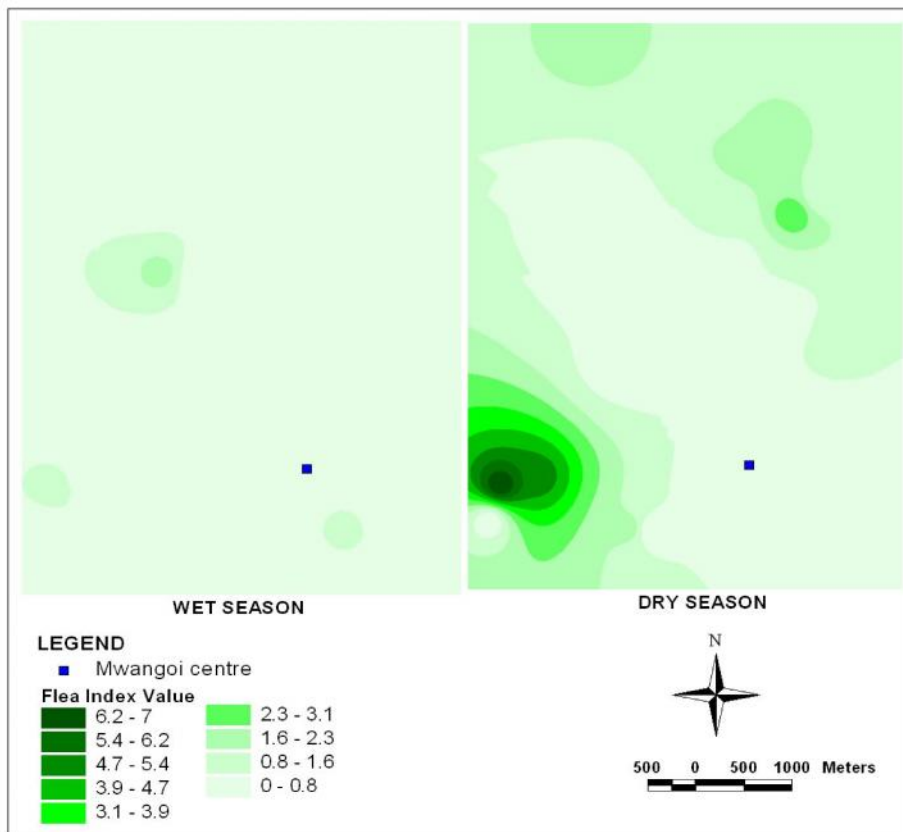 WET SEASON
DRY SEASON
LEGEND
Mwangoi centre
Flea Index Value
6.2 - 7
5.4 - 6.2
4.7 - 5.4
3.9 - 4.7
3.1 - 3.9
2.3 - 3.1
1.6 - 2.3
0.8 - 1.6
0 - 0.8
N
500 0 500 1000 Meters